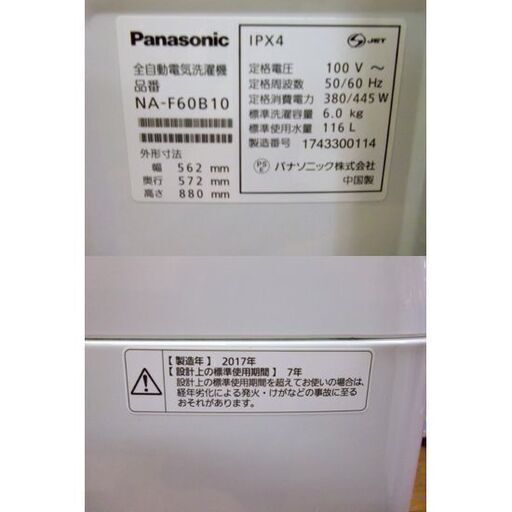 Panasonic
全自動電気洗濯機
品番
NA-F60B10
外形寸法
幅 562 mm
奥行 572 mm
高さ 880 mm
IPX4
JET
定格電圧 100 V ～
定格周波数 50/60 Hz
定格消費電力 380/445 W
標準洗濯容量 6.0 kg
標準使用水量 116 L
製造番号 1743300114
PS E パナソニック株式会社
中国製
【製造年】 2017年
【設計上の標準使用期間】 7年
設計上の標準使用期間を超えてお使いの場合は、
経年劣化による発火・けがなどの事故に至る
おそれがあります。